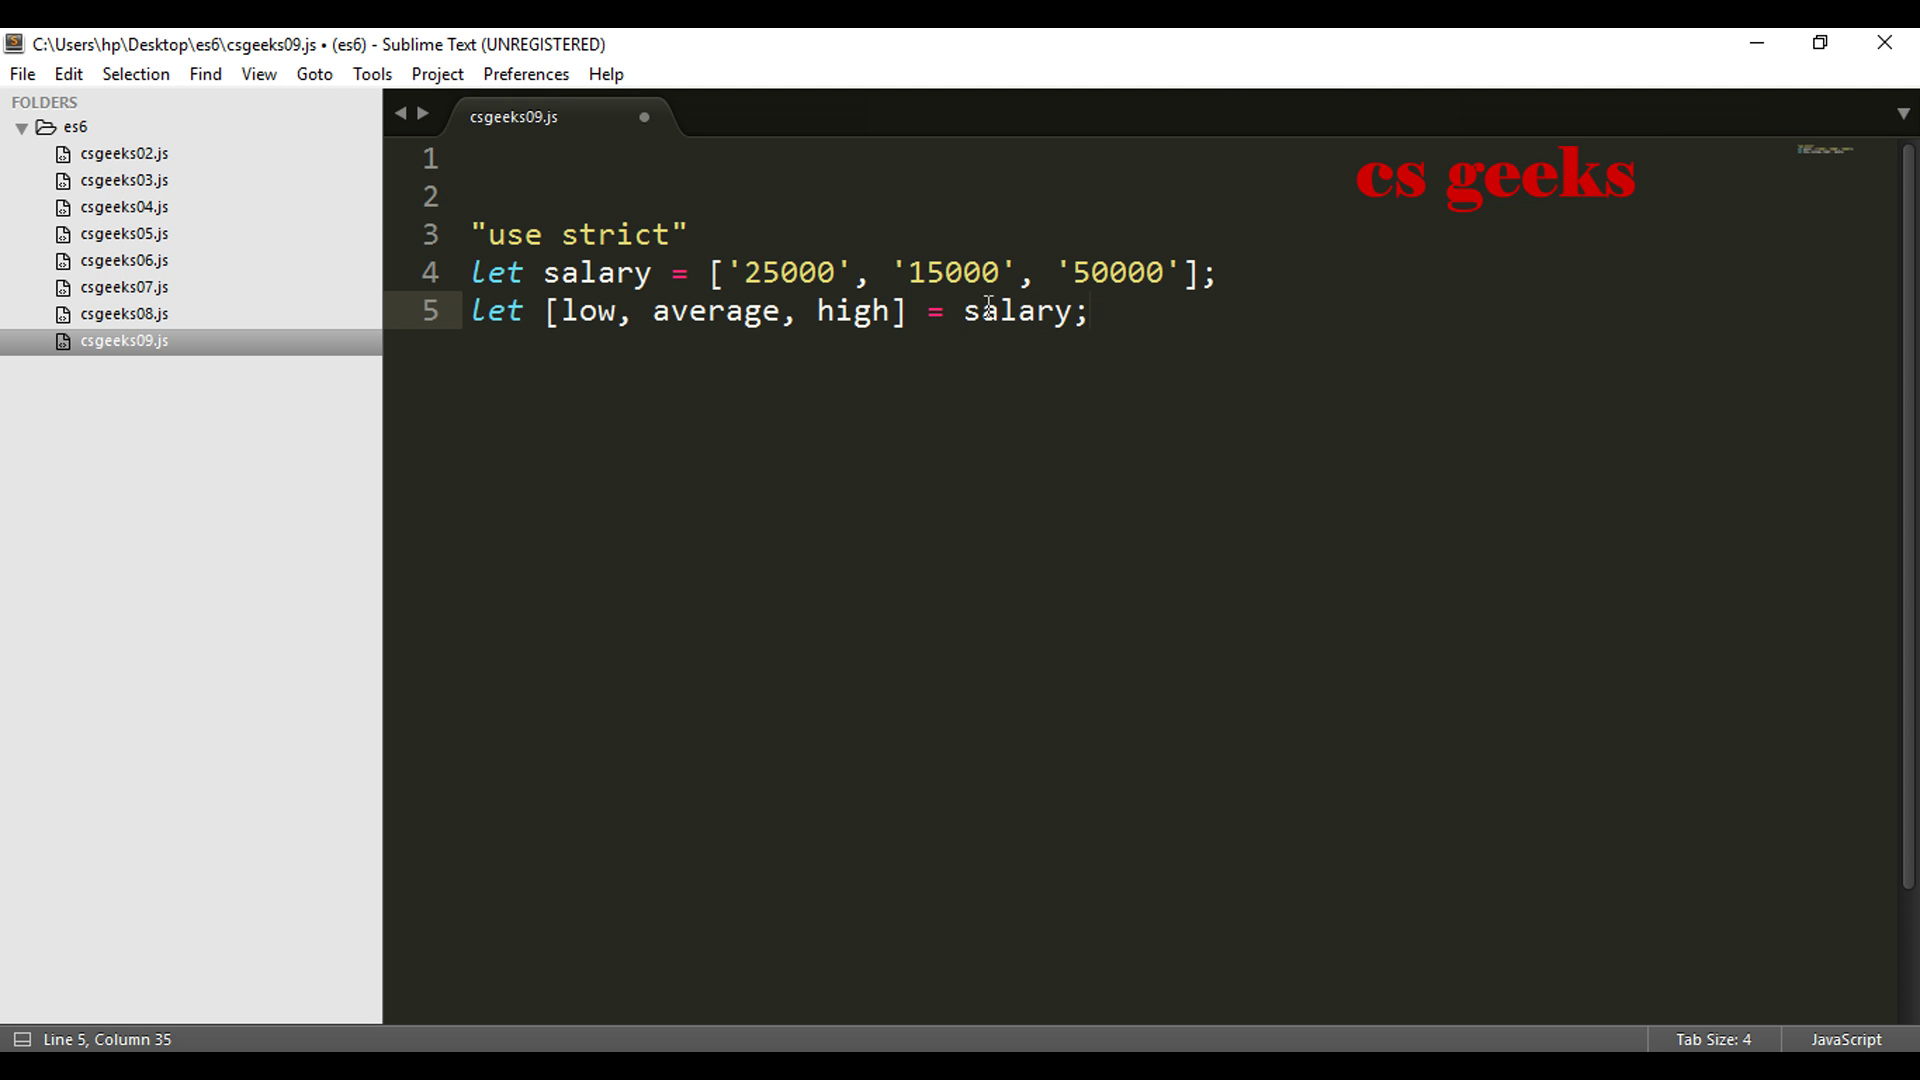 C:\Users\hp\Desktop\es6\csgeeks09.js • (es6) - Sublime Text (UNREGISTERED)
File Edit Selection Find View Goto Tools Project Preferences Help
FOLDERS
es6
csgeeks02.js
csgeeks03.js
csgeeks04.js
csgeeks05.js
csgeeks06.js
csgeeks07.js
csgeeks08.js
csgeeks09.js
csgeeks09.js
cs geeks
1
2
3 "use strict"
4 let salary = ['25000', '15000', '50000'];
5 let [low, average, high] = salary;
Line 5, Column 35 Tab Size: 4 JavaScript